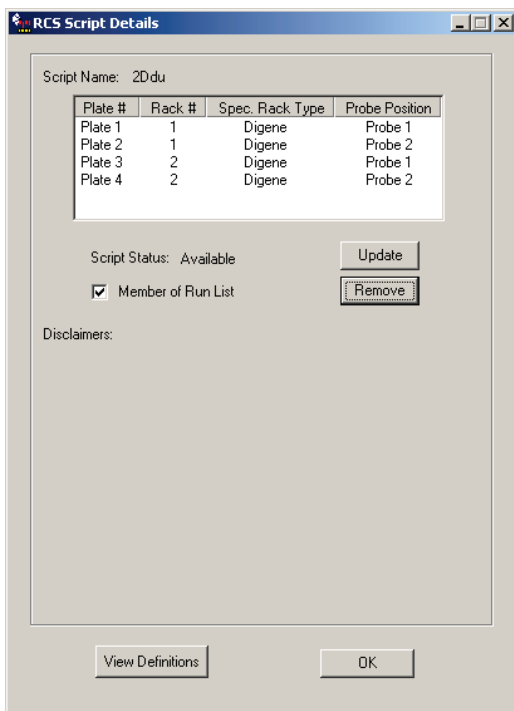 RCS Script Details
Script Name: 2Ddu
Plate # Rack # Spec. Rack Type Probe Position
Plate 1 1 Digene Probe 1
Plate 2 1 Digene Probe 2
Plate 3 2 Digene Probe 1
Plate 4 2 Digene Probe 2
Script Status: Available Update
Member of Run List Remove
Disclaimers:
View Definitions OK